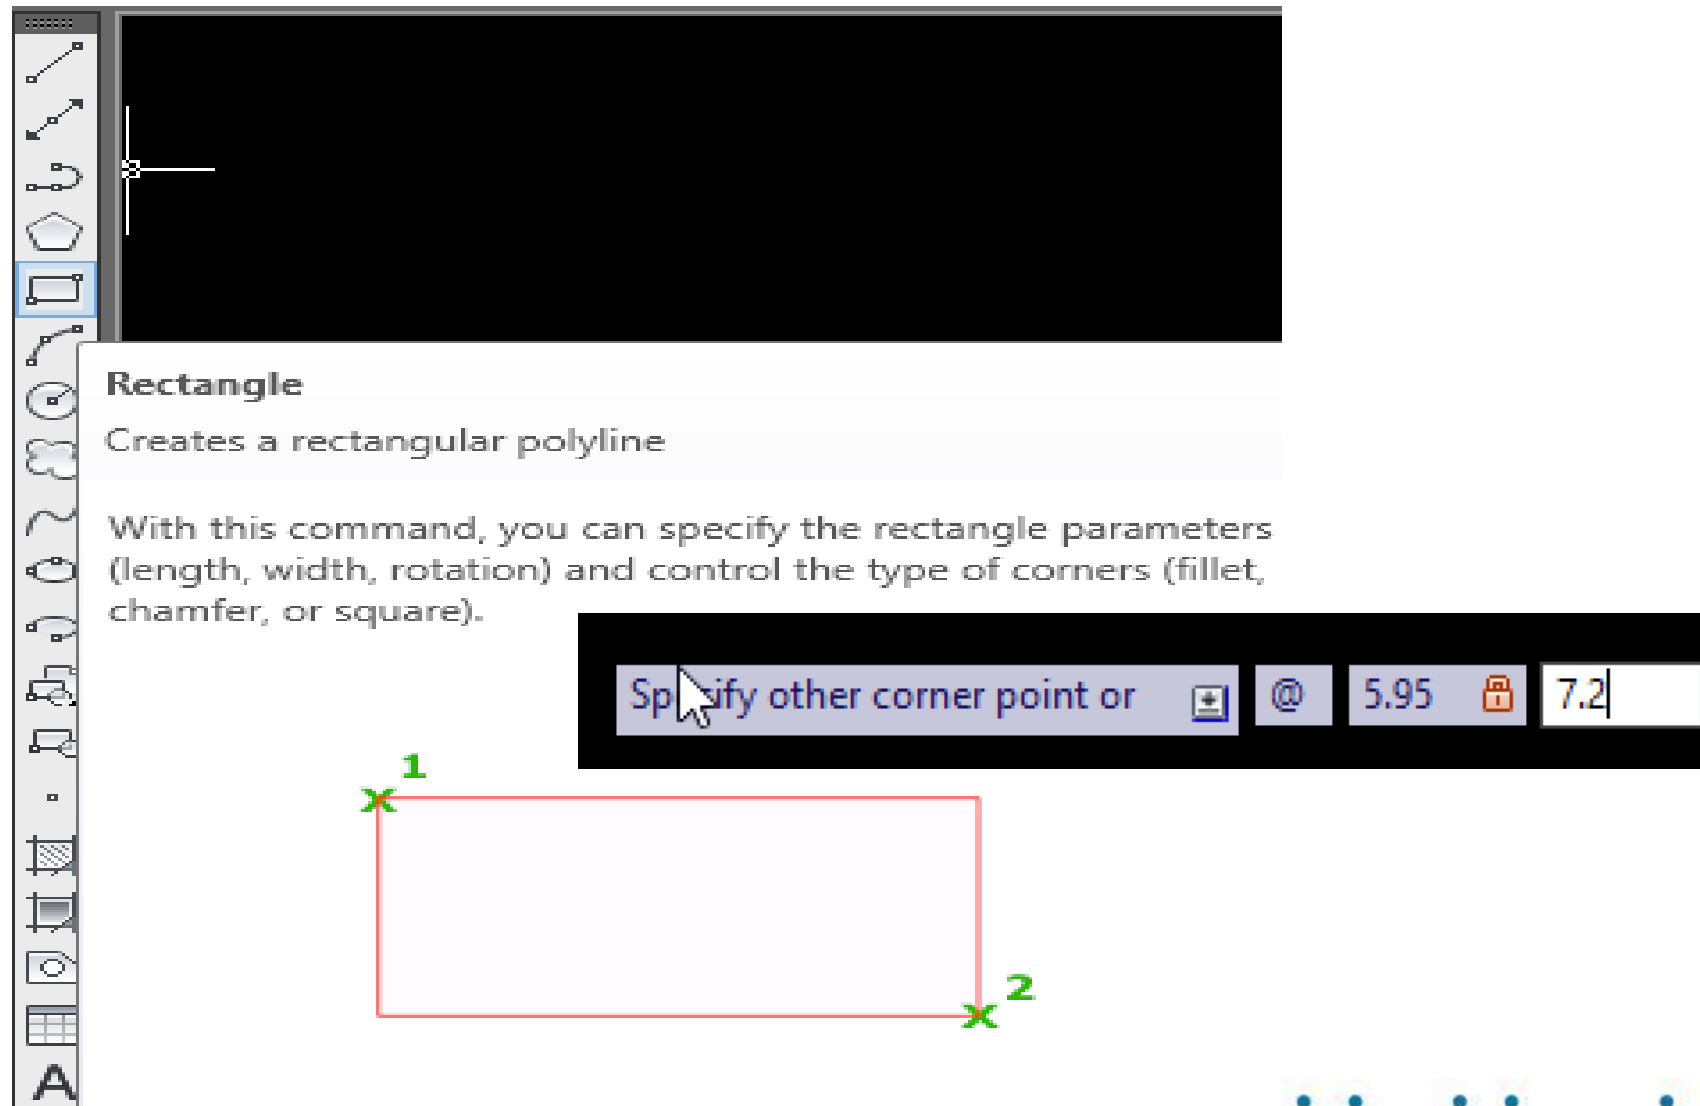 Rectangle
Creates a rectangular polyline
With this command, you can specify the rectangle parameters
(length, width, rotation) and control the type of corners (fillet,
chamfer, or square).
other corner point or @ 5.95 7.2
1
2
A